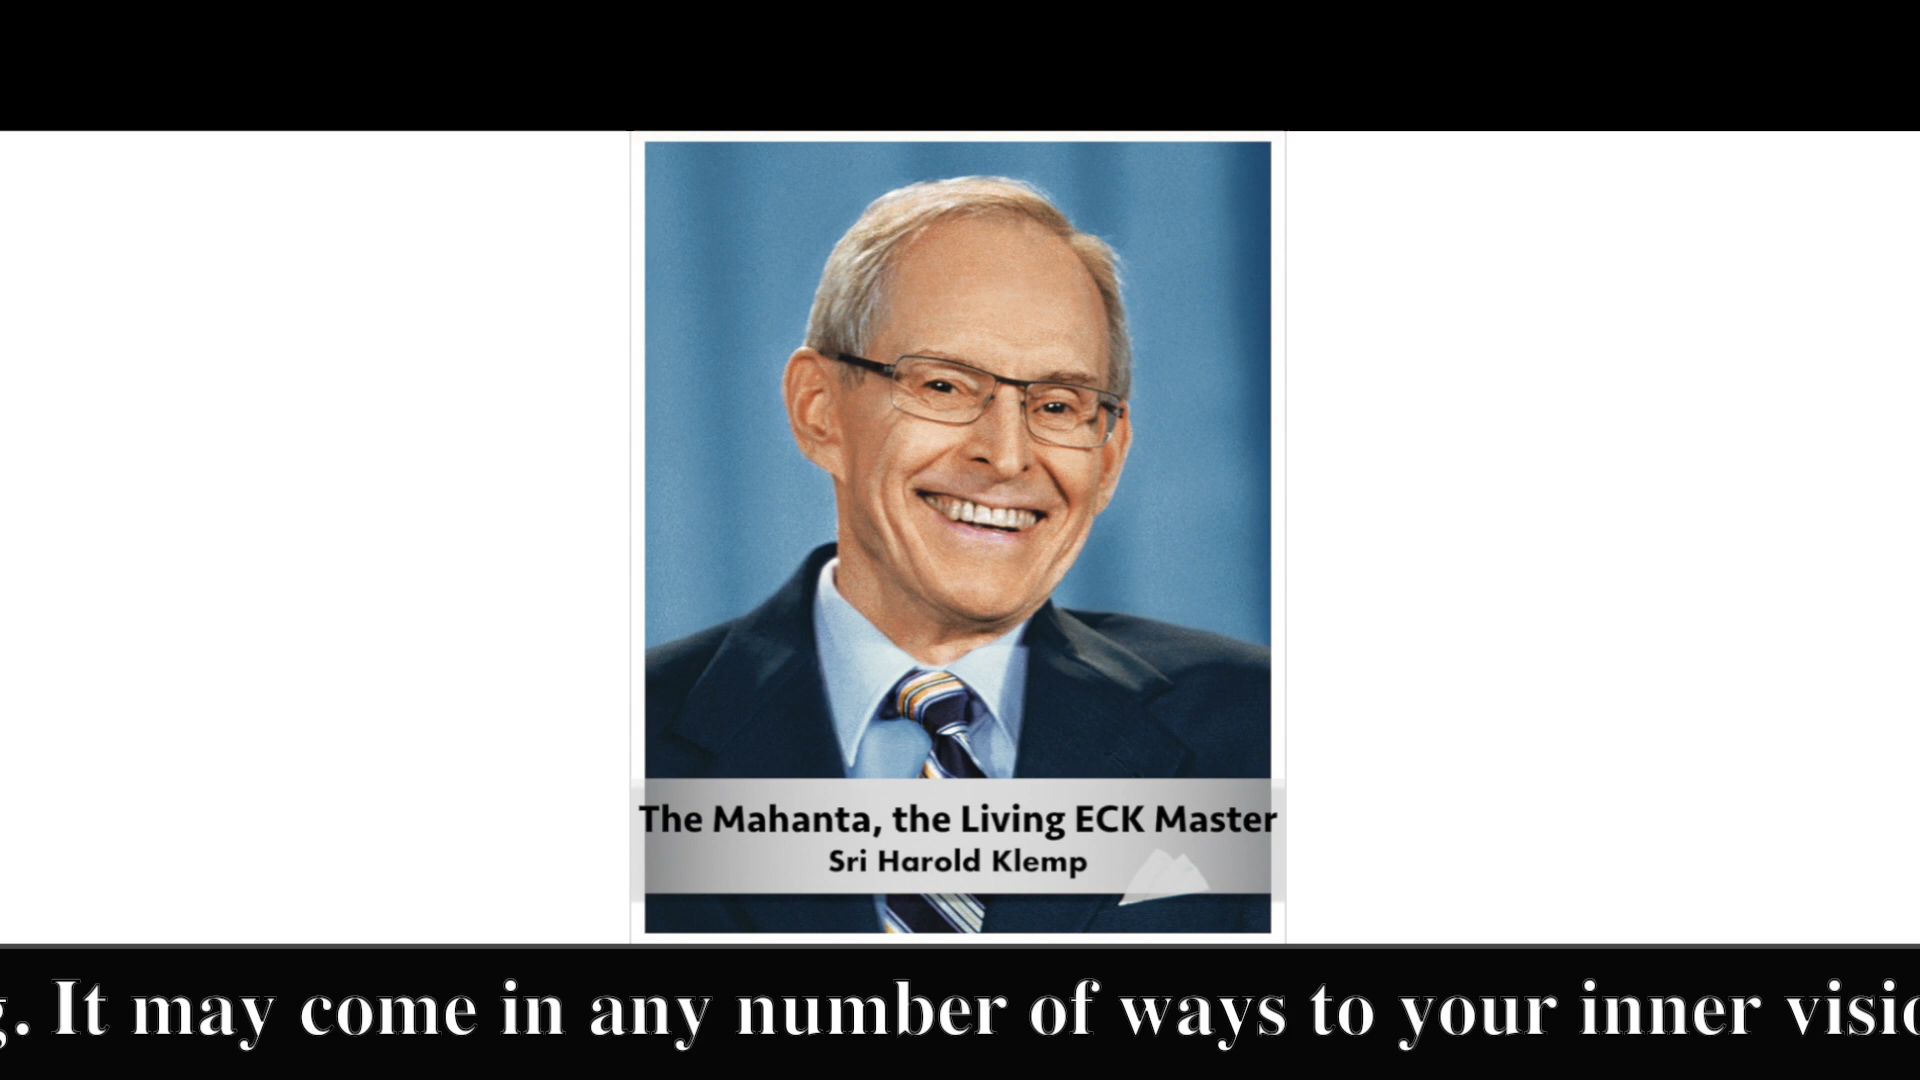 The Mahanta, the Living ECK Master
Sri Harold Klemp
. It may come in any number of ways to your inner